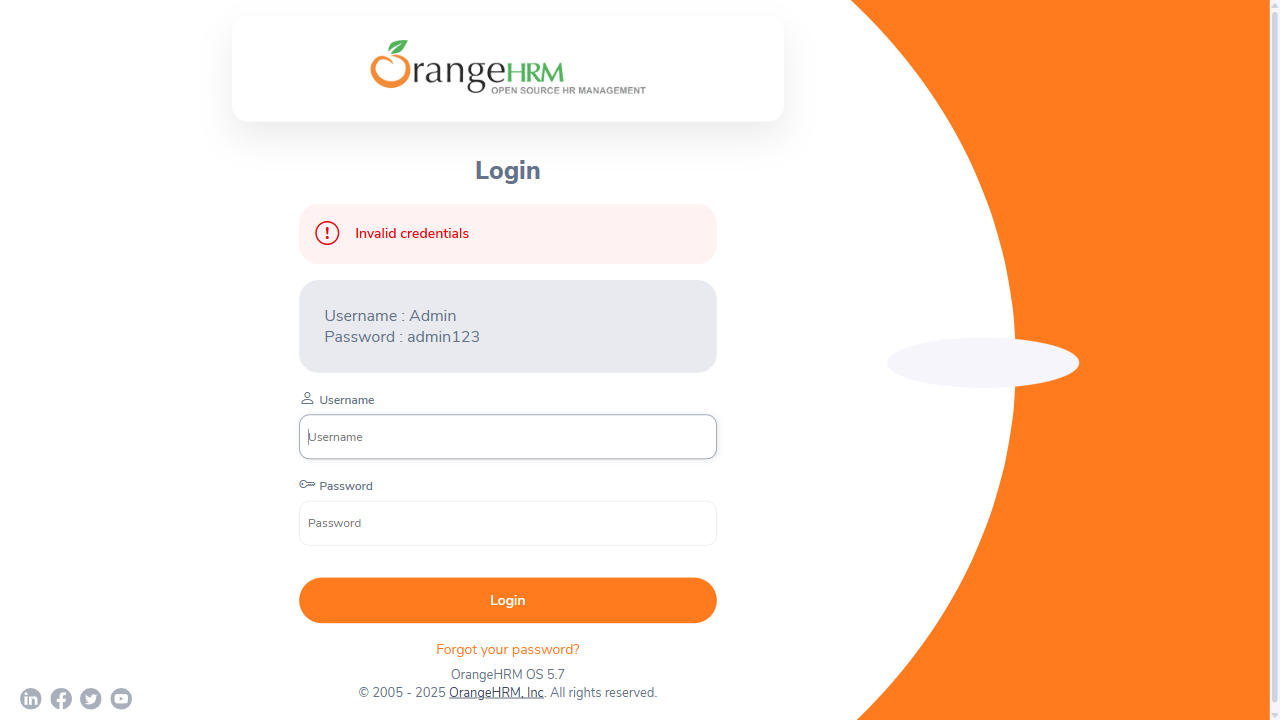 OrangeHRM
OPEN SOURCE HR MANAGEMENT
Login
Invalid credentials
Username : Admin
Password : admin123
Username
Username
Password
Password
Login
Forgot your password?
OrangeHRM OS 5.7
© 2005 - 2025 OrangeHRM, Inc. All rights reserved.